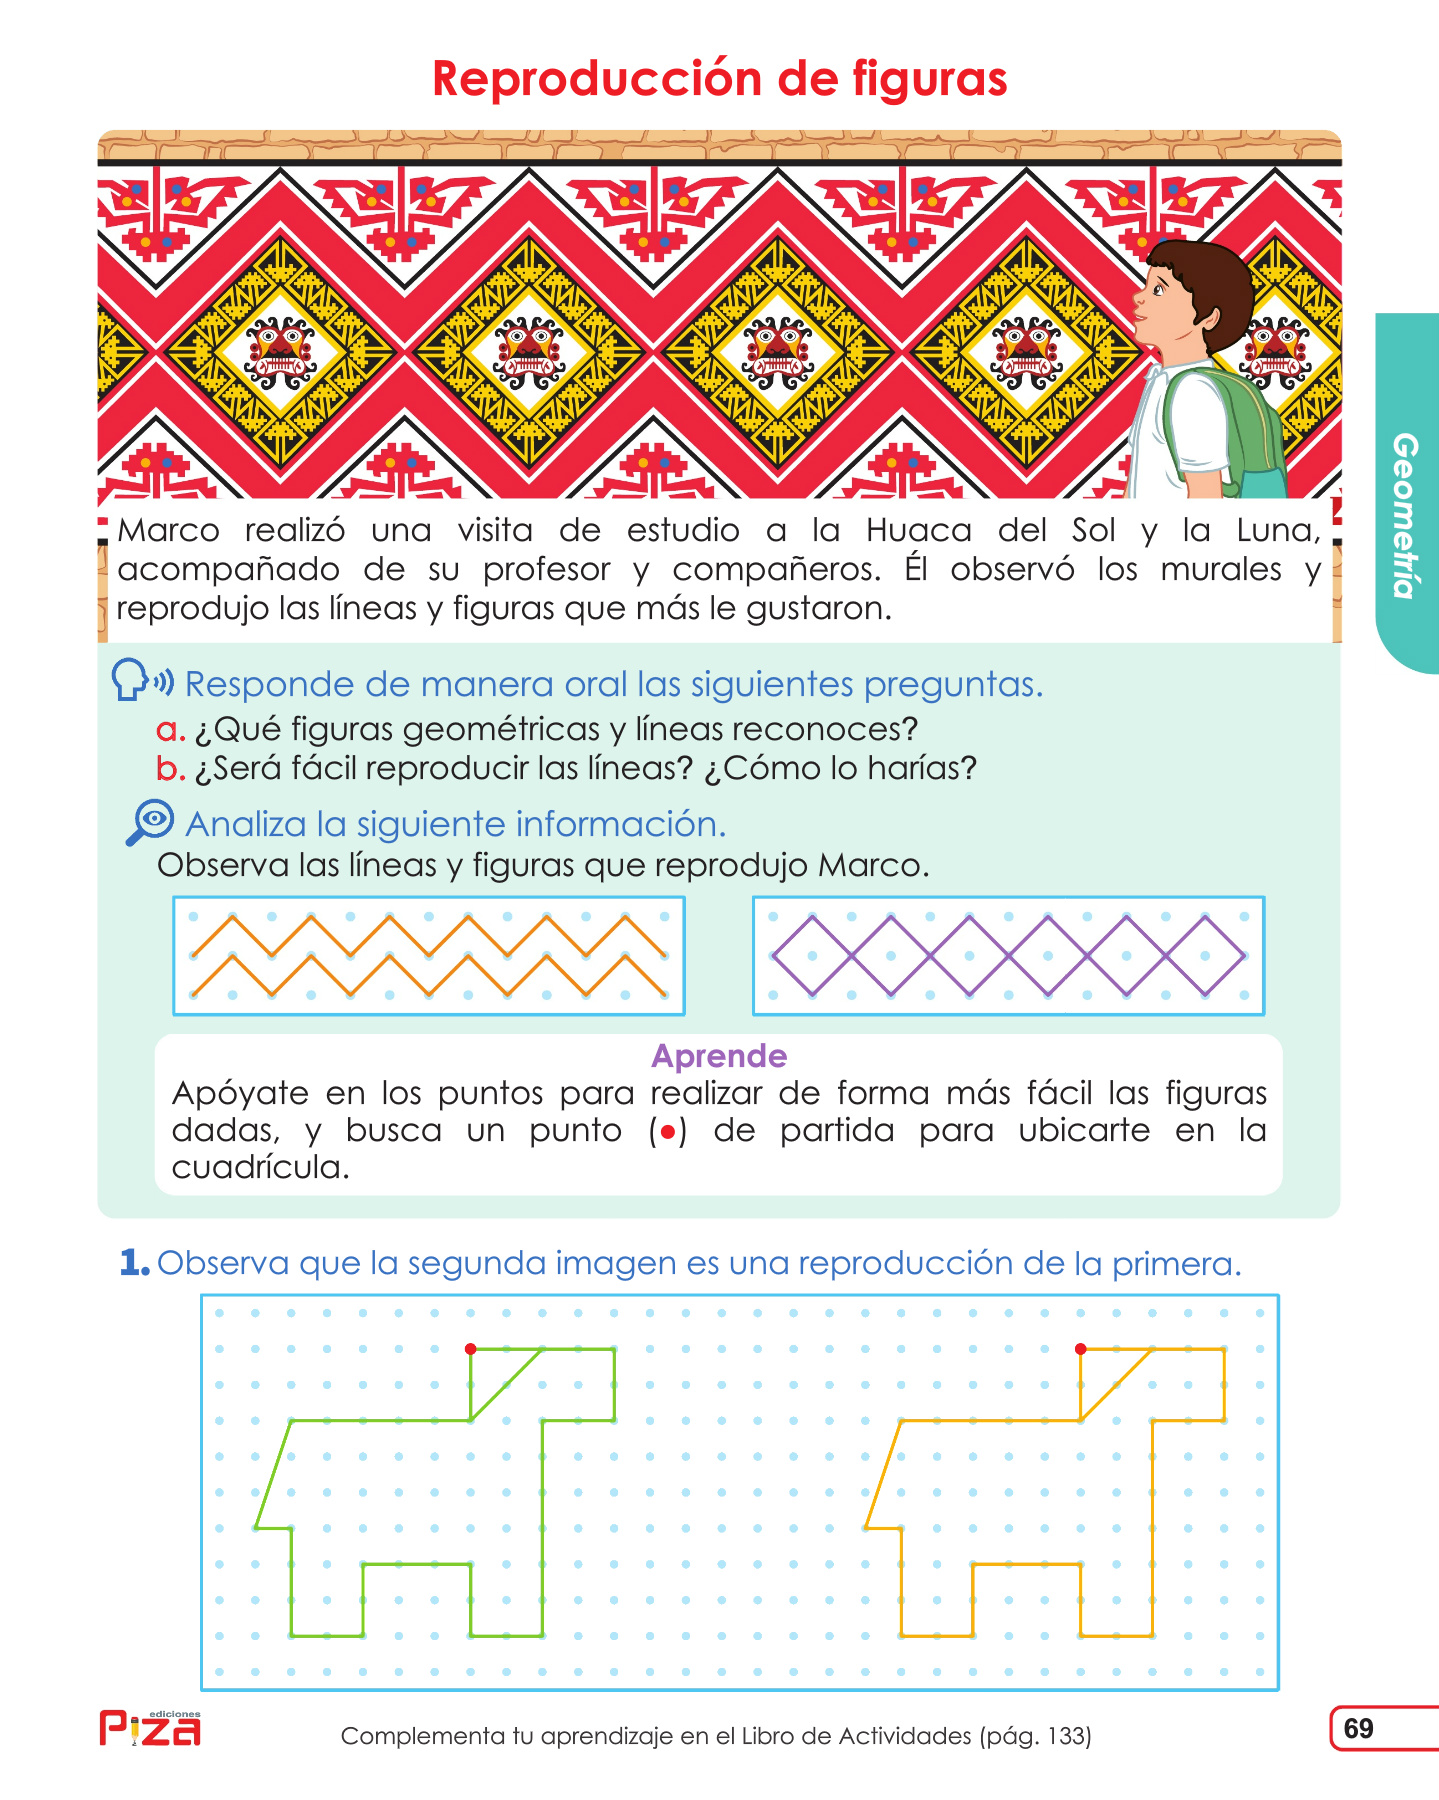 Reproducción de figuras
Geometría
Marco realizó una visita de estudio a la Huaca del Sol y la Luna,
acompañado de su profesor y compañeros. Él observó los murales y
reprodujo las líneas y figuras que más le gustaron.
Responde de manera oral las siguientes preguntas.
a. ¿Qué figuras geométricas y líneas reconoces?
b. ¿Será fácil reproducir las líneas? ¿Cómo lo harías?
Analiza la siguiente información.
Observa las líneas y figuras que reprodujo Marco.
Aprende
Apóyate en los puntos para realizar de forma más fácil las figuras
dadas, y busca un punto (●) de partida para ubicarte en la
cuadrícula.
1. Observa que la segunda imagen es una reproducción de la primera.
ediciones
Piza
Complementa tu aprendizaje en el Libro de Actividades (pág. 133)
69